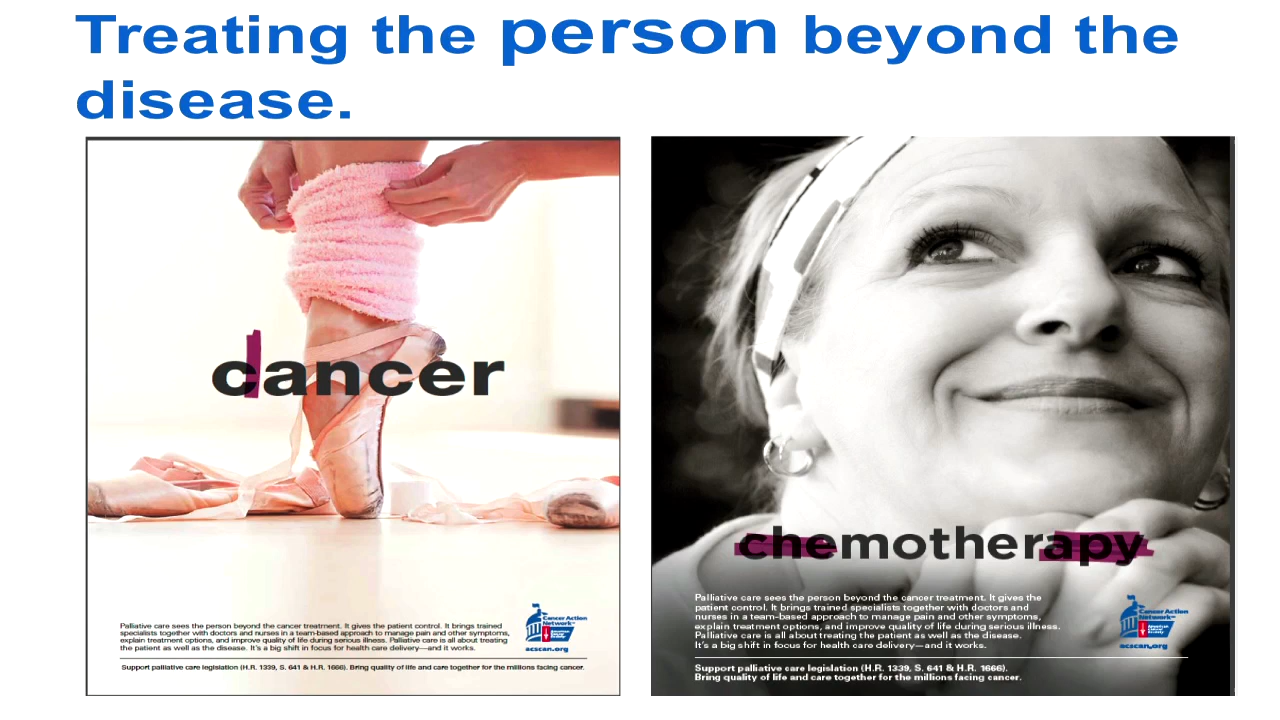 Treating the person beyond the
disease.
dancer
Palliative care sees the person beyond the cancer treatment. It gives the patient control. It brings trained
specialists together with doctors and nurses in a team-based approach to manage pain and other symptoms,
explain treatment options, and improve quality of life during serious illness. Palliative care is all about treating
the patient as well as the disease. It's a big shift in focus for health care delivery—and it works.
Cancer Action
Network℠
American
Cancer
Society
acscan.org
Support palliative care legislation (H.R. 1339, S. 641 & H.R. 1666). Bring quality of life and care together for the millions facing cancer.
chemotherapy
Palliative care sees the person beyond the cancer treatment. It gives the
patient control. It brings trained specialists together with doctors and
nurses in a team-based approach to manage pain and other symptoms,
explain treatment options, and improve quality of life during serious illness.
Palliative care is all about treating the patient as well as the disease.
It's a big shift in focus for health care delivery—and it works.
Cancer Action
Network℠
American
Cancer
Society
acscan.org
Support palliative care legislation (H.R. 1339, S. 641 & H.R. 1666).
Bring quality of life and care together for the millions facing cancer.